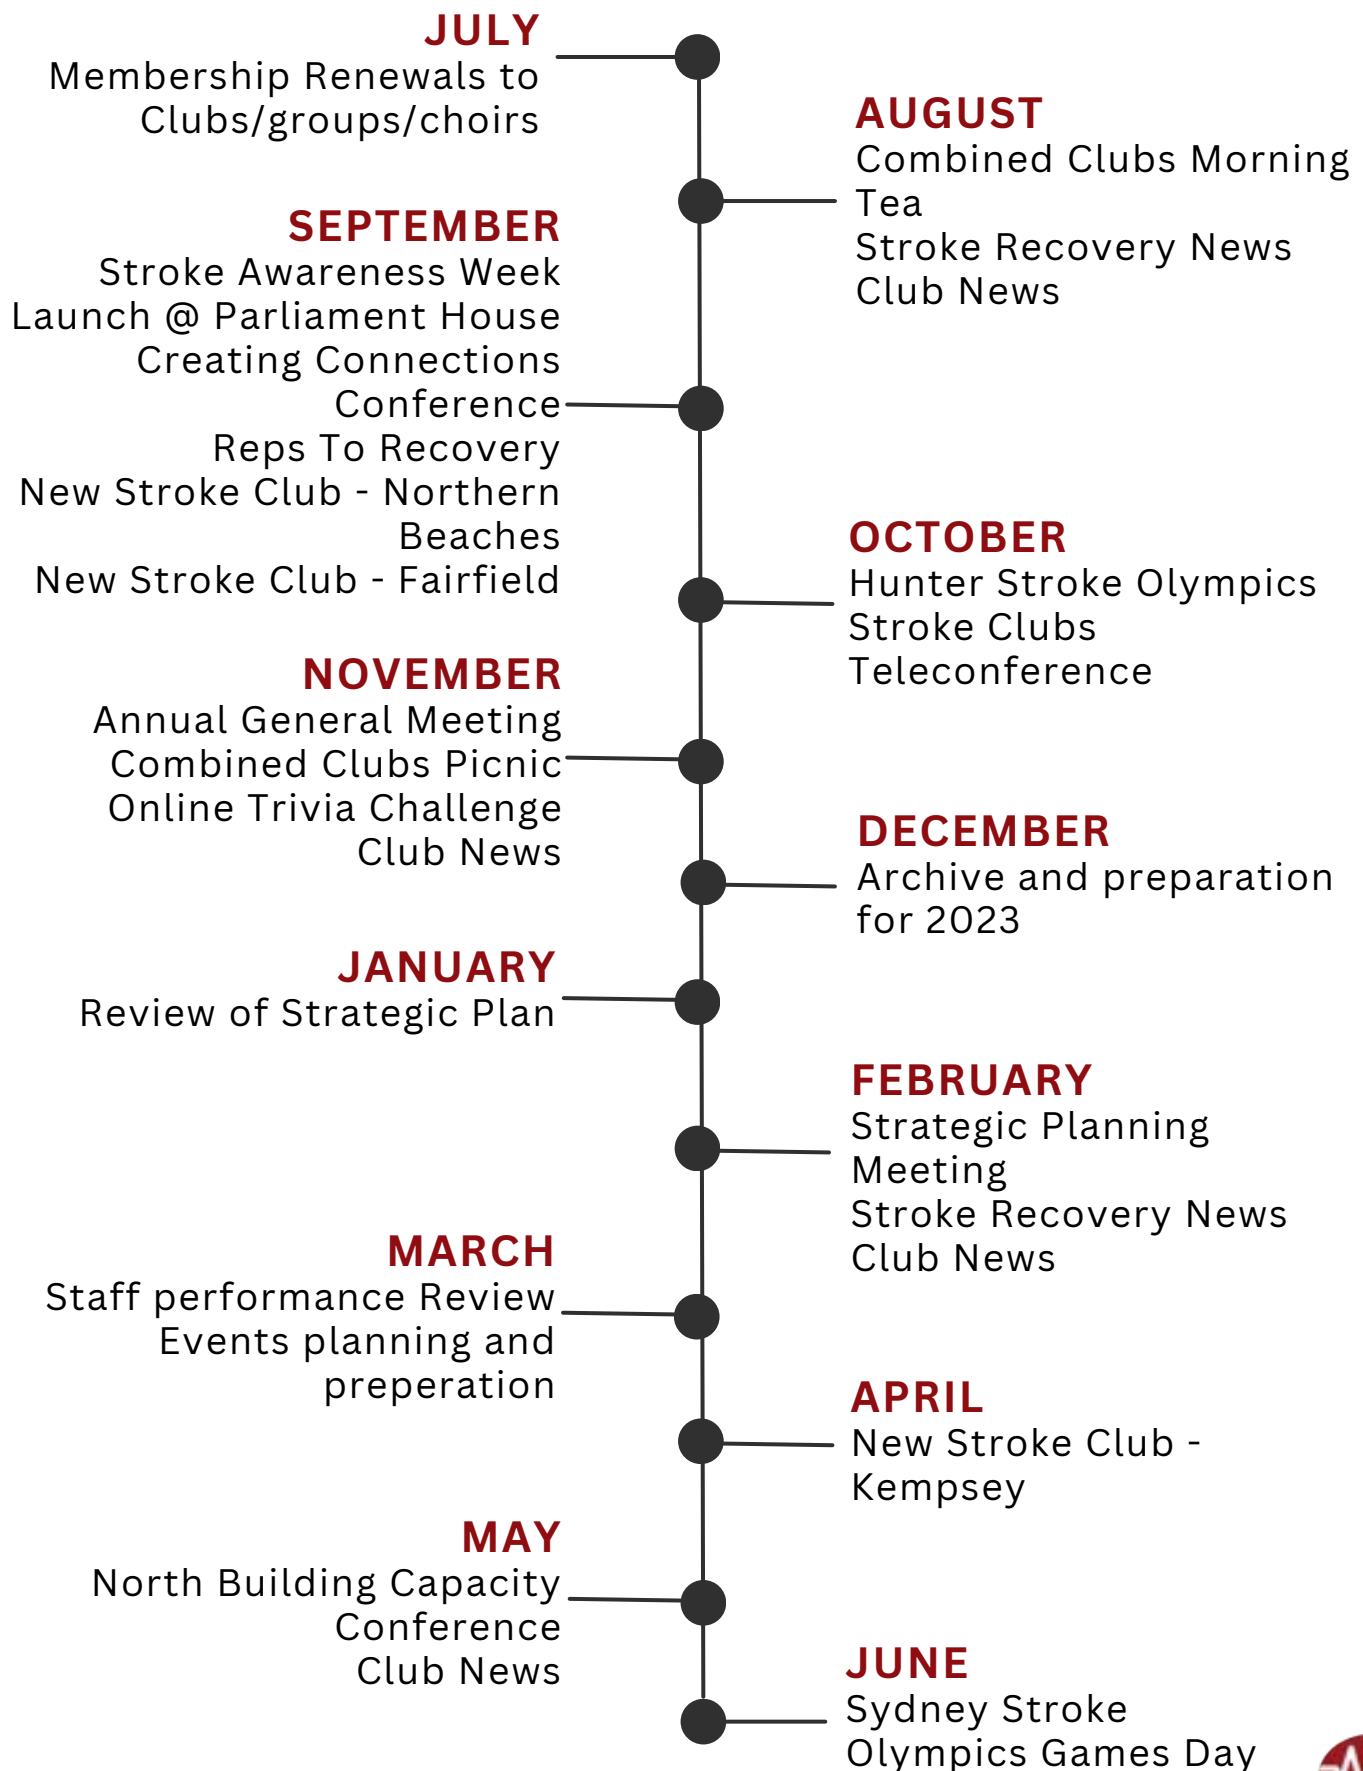 JULY
Membership Renewals to
Clubs/groups/choirs
AUGUST
Combined Clubs Morning
Tea
Stroke Recovery News
Club News
SEPTEMBER
Stroke Awareness Week
Launch @ Parliament House
Creating Connections
Conference
Reps To Recovery
New Stroke Club - Northern
Beaches
New Stroke Club - Fairfield
OCTOBER
Hunter Stroke Olympics
Stroke Clubs
Teleconference
NOVEMBER
Annual General Meeting
Combined Clubs Picnic
Online Trivia Challenge
Club News
DECEMBER
Archive and preparation
for 2023
JANUARY
Review of Strategic Plan
FEBRUARY
Strategic Planning
Meeting
Stroke Recovery News
Club News
MARCH
Staff performance Review
Events planning and
preperation
APRIL
New Stroke Club -
Kempsey
MAY
North Building Capacity
Conference
Club News
JUNE
Sydney Stroke
Olympics Games Day